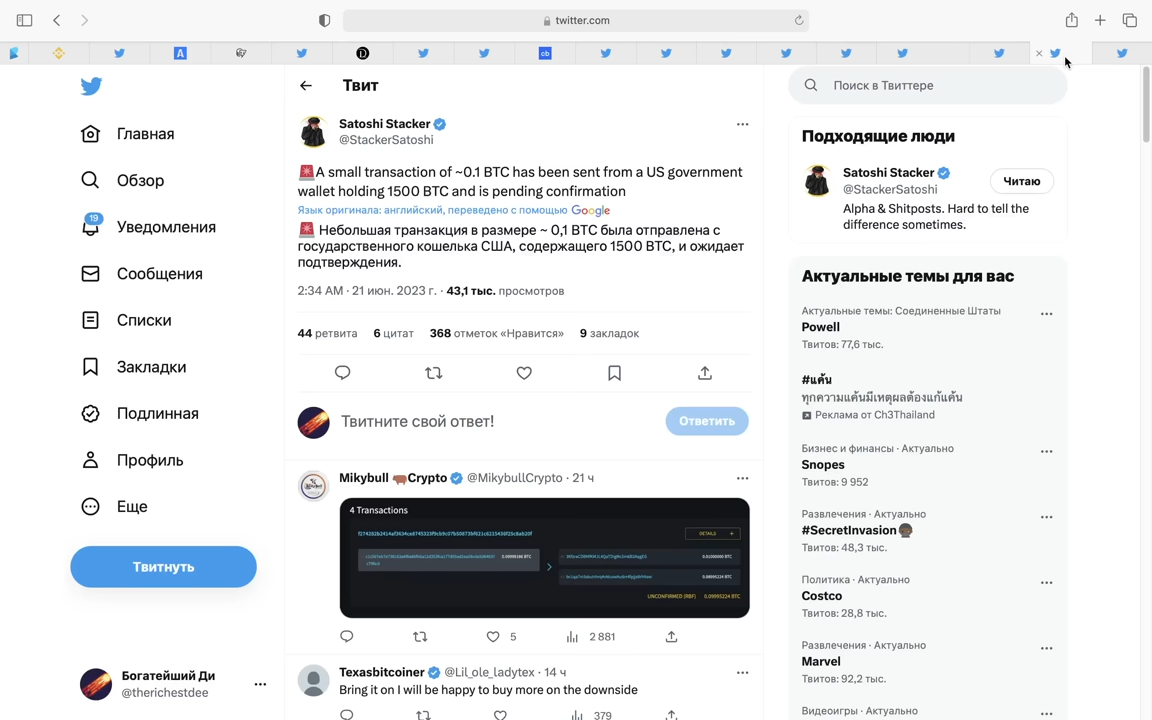 twitter.com
19
Главная
Обзор
Уведомления
Сообщения
Списки
Закладки
Подлинная
Профиль
Еще
Твитнуть
Богатейший Ди
@therichestdee
Твит
Satoshi Stacker
@StackerSatoshi
🚨A small transaction of ~0.1 BTC has been sent from a US government
wallet holding 1500 BTC and is pending confirmation
Язык оригинала: английский, переведено с помощью Google
🚨 Небольшая транзакция в размере ~ 0,1 BTC была отправлена с
государственного кошелька США, содержащего 1500 BTC, и ожидает
подтверждения.
2:34 AM · 21 июн. 2023 г. · 43,1 тыс. просмотров
44 ретвита 6 цитат 368 отметок «Нравится» 9 закладок
Твитните свой ответ!
Ответить
Mikybull 🐂Crypto @MikybullCrypto · 21 ч
4 Transactions
DETAILS +
UNCONFIRMED (RBF) 0.09995224 BTC
5 2 881
Texasbitcoiner @Lil_ole_ladytex · 14 ч
Bring it on I will be happy to buy more on the downside
379
Поиск в Твиттере
Подходящие люди
Satoshi Stacker
@StackerSatoshi
Читаю
Alpha & Shitposts. Hard to tell the
difference sometimes.
Актуальные темы для вас
Актуальные темы: Соединенные Штаты
Powell
Твитов: 77,6 тыс.
#แค้น
ทุกความแค้นมีเหตุผลต้องแก้แค้น
Реклама от Ch3Thailand
Бизнес и финансы · Актуально
Snopes
Твитов: 9 952
Развлечения · Актуально
#SecretInvasion
Твитов: 48,3 тыс.
Политика · Актуально
Costco
Твитов: 28,8 тыс.
Развлечения · Актуально
Marvel
Твитов: 92,2 тыс.
Видеоигры · Актуально